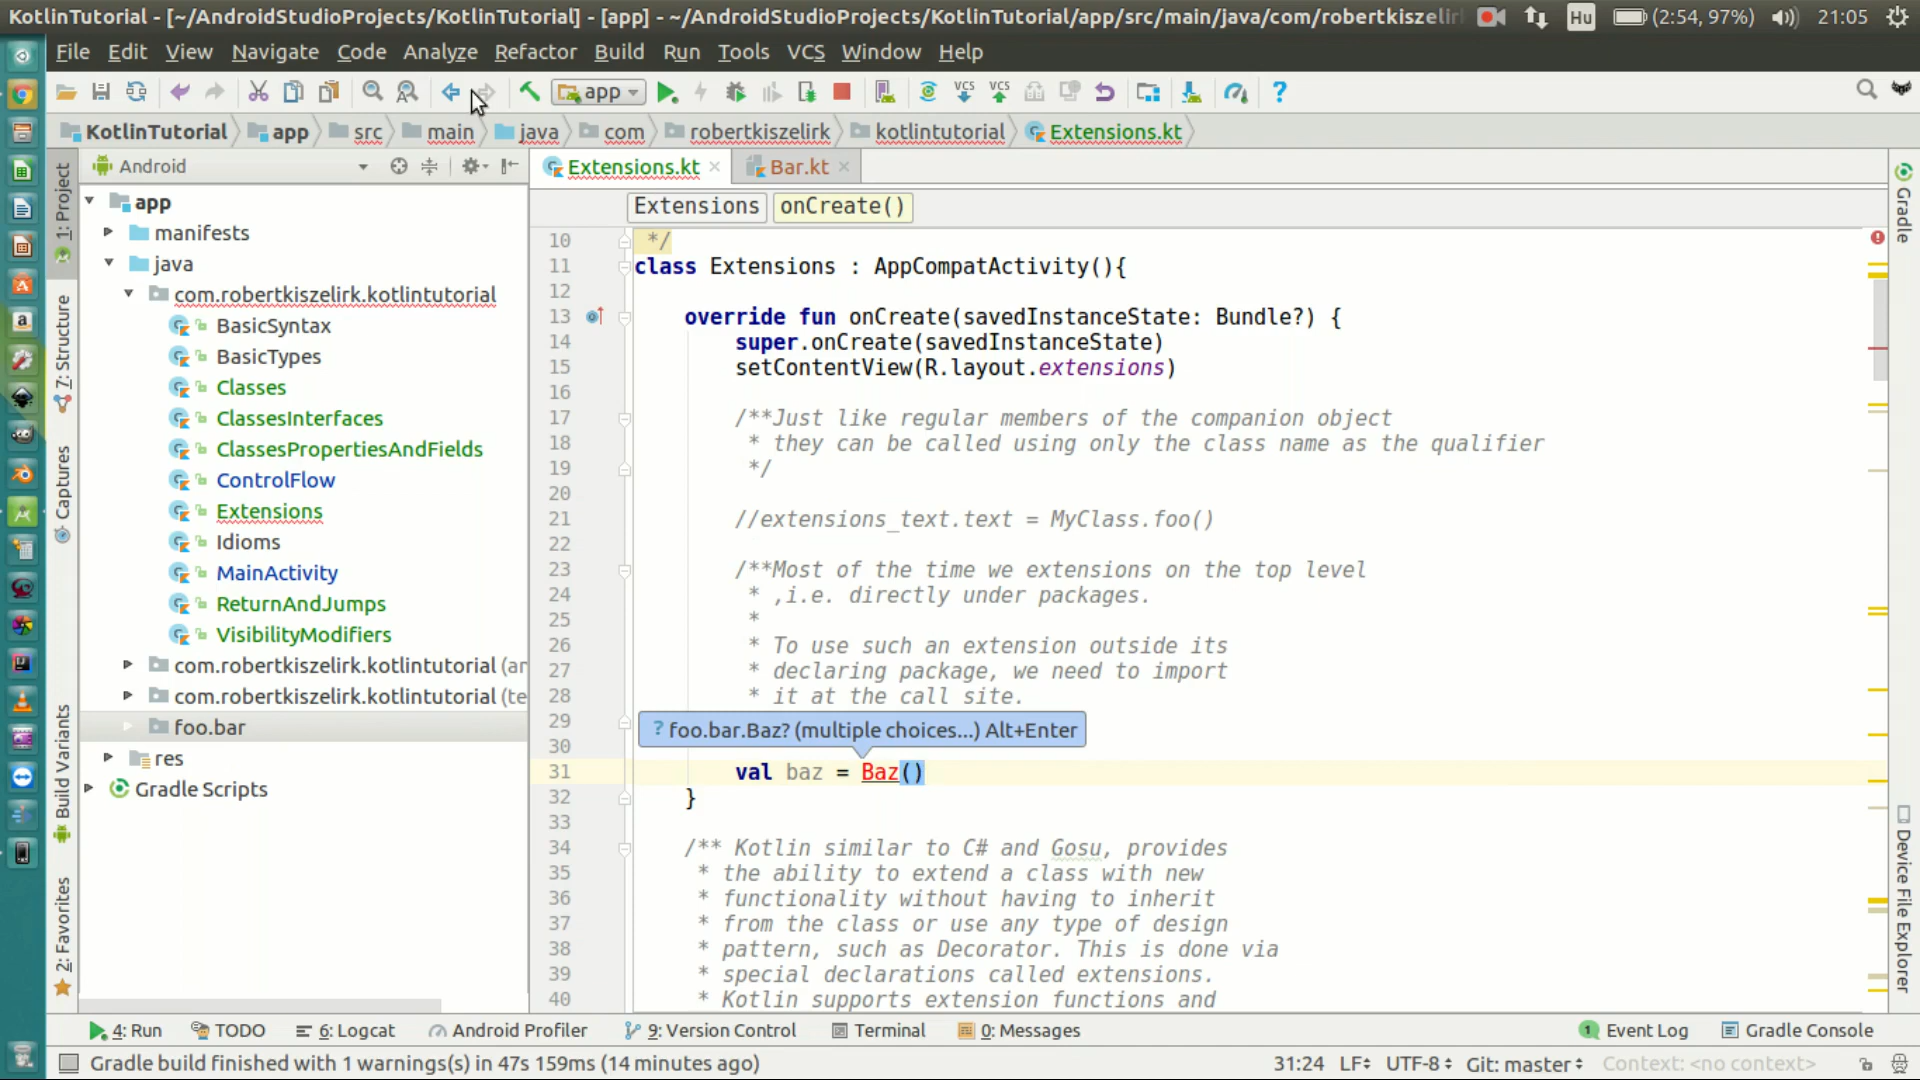 KotlinTutorial - [~/AndroidStudioProjects/KotlinTutorial] - [app] - ~/AndroidStudioProjects/KotlinTutorial/app/src/main/java/com/robertkiszelirk
Hu (2:54, 97%) 21:05
File Edit View Navigate Code Analyze Refactor Build Run Tools VCS Window Help
app VCS VCS ?
KotlinTutorial app src main java com robertkiszelirk kotlintutorial Extensions.kt
Android
Extensions.kt Bar.kt
Extensions onCreate()
1: Project
7: Structure
Captures
Build Variants
2: Favorites
app
manifests
java
com.robertkiszelirk.kotlintutorial
BasicSyntax
BasicTypes
Classes
ClassesInterfaces
ClassesPropertiesAndFields
ControlFlow
Extensions
Idioms
MainActivity
ReturnAndJumps
VisibilityModifiers
com.robertkiszelirk.kotlintutorial (an
com.robertkiszelirk.kotlintutorial (te
foo.bar
res
Gradle Scripts
10 */
11 class Extensions : AppCompatActivity(){
12
13 override fun onCreate(savedInstanceState: Bundle?) {
14 super.onCreate(savedInstanceState)
15 setContentView(R.layout.extensions)
16
17 /**Just like regular members of the companion object
18 * they can be called using only the class name as the qualifier
19 */
20
21 //extensions_text.text = MyClass.foo()
22
23 /**Most of the time we extensions on the top level
24 * ,i.e. directly under packages.
25 *
26 * To use such an extension outside its
27 * declaring package, we need to import
28 * it at the call site.
29
? foo.bar.Baz? (multiple choices...) Alt+Enter
30
31 val baz = Baz()
32 }
33
34 /** Kotlin similar to C# and Gosu, provides
35 * the ability to extend a class with new
36 * functionality without having to inherit
37 * from the class or use any type of design
38 * pattern, such as Decorator. This is done via
39 * special declarations called extensions.
40 * Kotlin supports extension functions and
Gradle
Device File Explorer
4: Run TODO 6: Logcat Android Profiler 9: Version Control Terminal 0: Messages 1 Event Log Gradle Console
Gradle build finished with 1 warnings(s) in 47s 159ms (14 minutes ago) 31:24 LF UTF-8 Git: master Context: <no context>